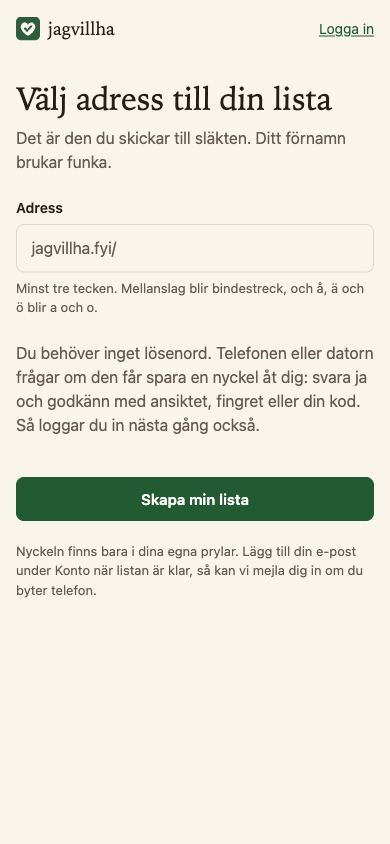 jagvillha
Logga in
Välj adress till din lista
Det är den du skickar till släkten. Ditt förnamn
brukar funka.
Adress
jagvillha.fyi/
Minst tre tecken. Mellanslag blir bindestreck, och å, ä och
ö blir a och o.
Du behöver inget lösenord. Telefonen eller datorn
frågar om den får spara en nyckel åt dig: svara ja
och godkänn med ansiktet, fingret eller din kod.
Så loggar du in nästa gång också.
Skapa min lista
Nyckeln finns bara i dina egna prylar. Lägg till din e-post
under Konto när listan är klar, så kan vi mejla dig in om du
byter telefon.